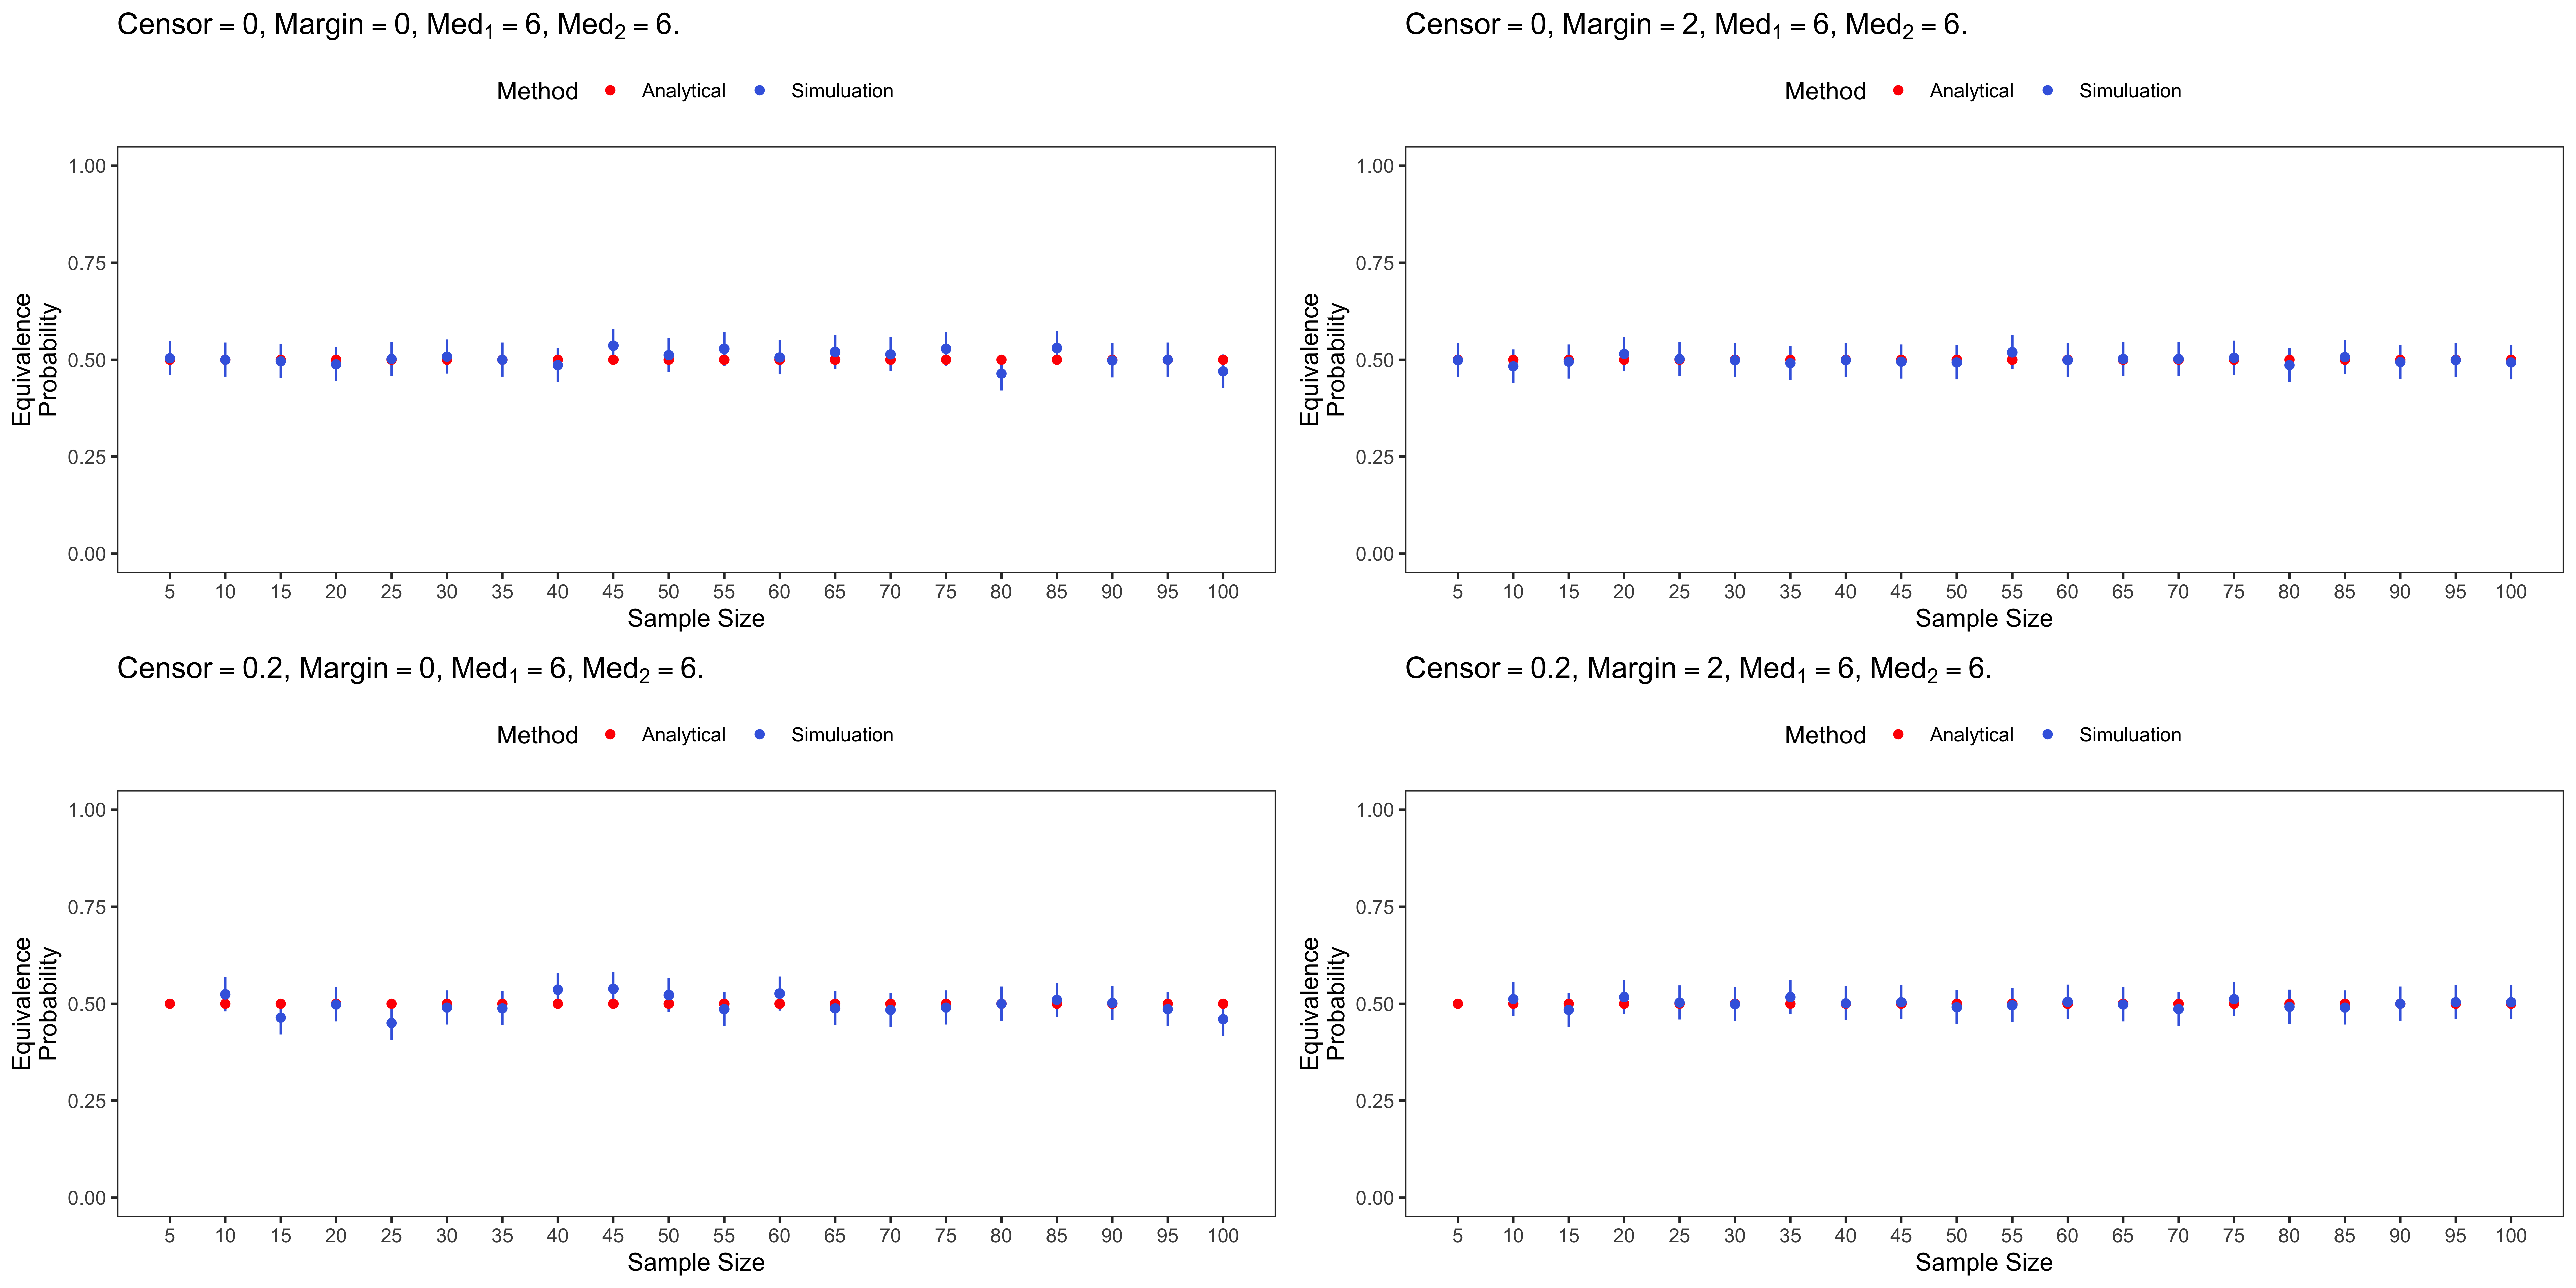 Censor = 0, Margin = 0, Med1 = 6, Med2 = 6.
Method Analytical Simuluation
Equivalence
Probability
1.00
0.75
0.50
0.25
0.00
5 10 15 20 25 30 35 40 45 50 55 60 65 70 75 80 85 90 95 100
Sample Size
Censor = 0, Margin = 2, Med1 = 6, Med2 = 6.
Method Analytical Simuluation
Equivalence
Probability
1.00
0.75
0.50
0.25
0.00
5 10 15 20 25 30 35 40 45 50 55 60 65 70 75 80 85 90 95 100
Sample Size
Censor = 0.2, Margin = 0, Med1 = 6, Med2 = 6.
Method Analytical Simuluation
Equivalence
Probability
1.00
0.75
0.50
0.25
0.00
5 10 15 20 25 30 35 40 45 50 55 60 65 70 75 80 85 90 95 100
Sample Size
Censor = 0.2, Margin = 2, Med1 = 6, Med2 = 6.
Method Analytical Simuluation
Equivalence
Probability
1.00
0.75
0.50
0.25
0.00
5 10 15 20 25 30 35 40 45 50 55 60 65 70 75 80 85 90 95 100
Sample Size